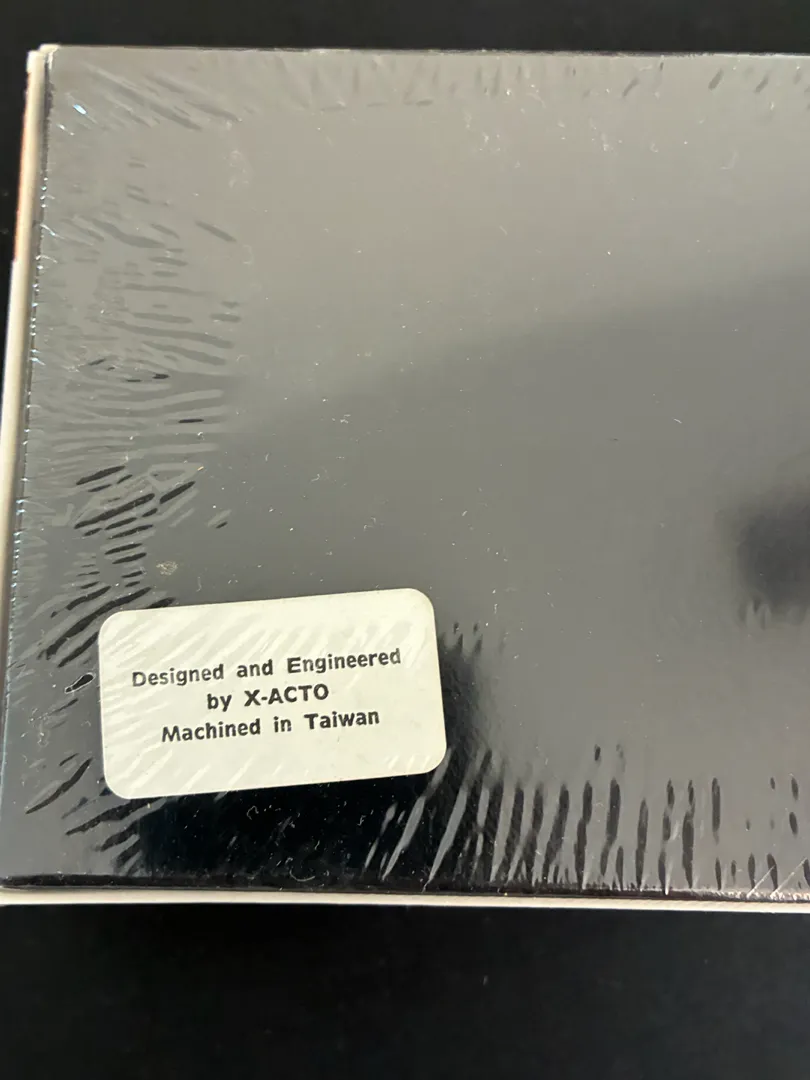 Designed and Engineered
by X-ACTO
Machined in Taiwan